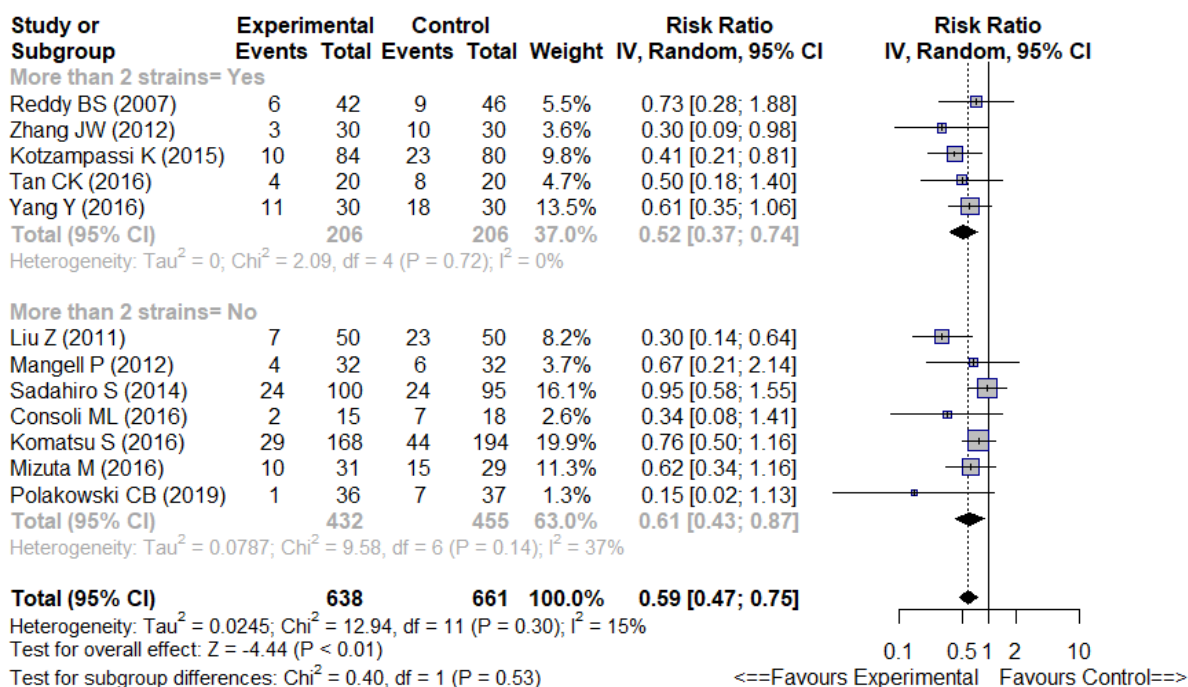 Study or Experimental Control Risk Ratio Risk Ratio
Subgroup Events Total Events Total Weight IV, Random, 95% CI IV, Random, 95% CI
More than 2 strains= Yes
Reddy BS (2007) 6 42 9 46 5.5% 0.73 [0.28; 1.88]
Zhang JW (2012) 3 30 10 30 3.6% 0.30 [0.09; 0.98]
Kotzampassi K (2015) 10 84 23 80 9.8% 0.41 [0.21; 0.81]
Tan CK (2016) 4 20 8 20 4.7% 0.50 [0.18; 1.40]
Yang Y (2016) 11 30 18 30 13.5% 0.61 [0.35; 1.06]
Total (95% CI) 206 206 37.0% 0.52 [0.37; 0.74]
Heterogeneity: Tau² = 0; Chi² = 2.09, df = 4 (P = 0.72); I² = 0%
More than 2 strains= No
Liu Z (2011) 7 50 23 50 8.2% 0.30 [0.14; 0.64]
Mangell P (2012) 4 32 6 32 3.7% 0.67 [0.21; 2.14]
Sadahiro S (2014) 24 100 24 95 16.1% 0.95 [0.58; 1.55]
Consoli ML (2016) 2 15 7 18 2.6% 0.34 [0.08; 1.41]
Komatsu S (2016) 29 168 44 194 19.9% 0.76 [0.50; 1.16]
Mizuta M (2016) 10 31 15 29 11.3% 0.62 [0.34; 1.16]
Polakowski CB (2019) 1 36 7 37 1.3% 0.15 [0.02; 1.13]
Total (95% CI) 432 455 63.0% 0.61 [0.43; 0.87]
Heterogeneity: Tau² = 0.0787; Chi² = 9.58, df = 6 (P = 0.14); I² = 37%
Total (95% CI) 638 661 100.0% 0.59 [0.47; 0.75]
Heterogeneity: Tau² = 0.0245; Chi² = 12.94, df = 11 (P = 0.30); I² = 15%
Test for overall effect: Z = -4.44 (P < 0.01)
0.1 0.5 1 2 10
Test for subgroup differences: Chi² = 0.40, df = 1 (P = 0.53)
<==Favours Experimental Favours Control==>